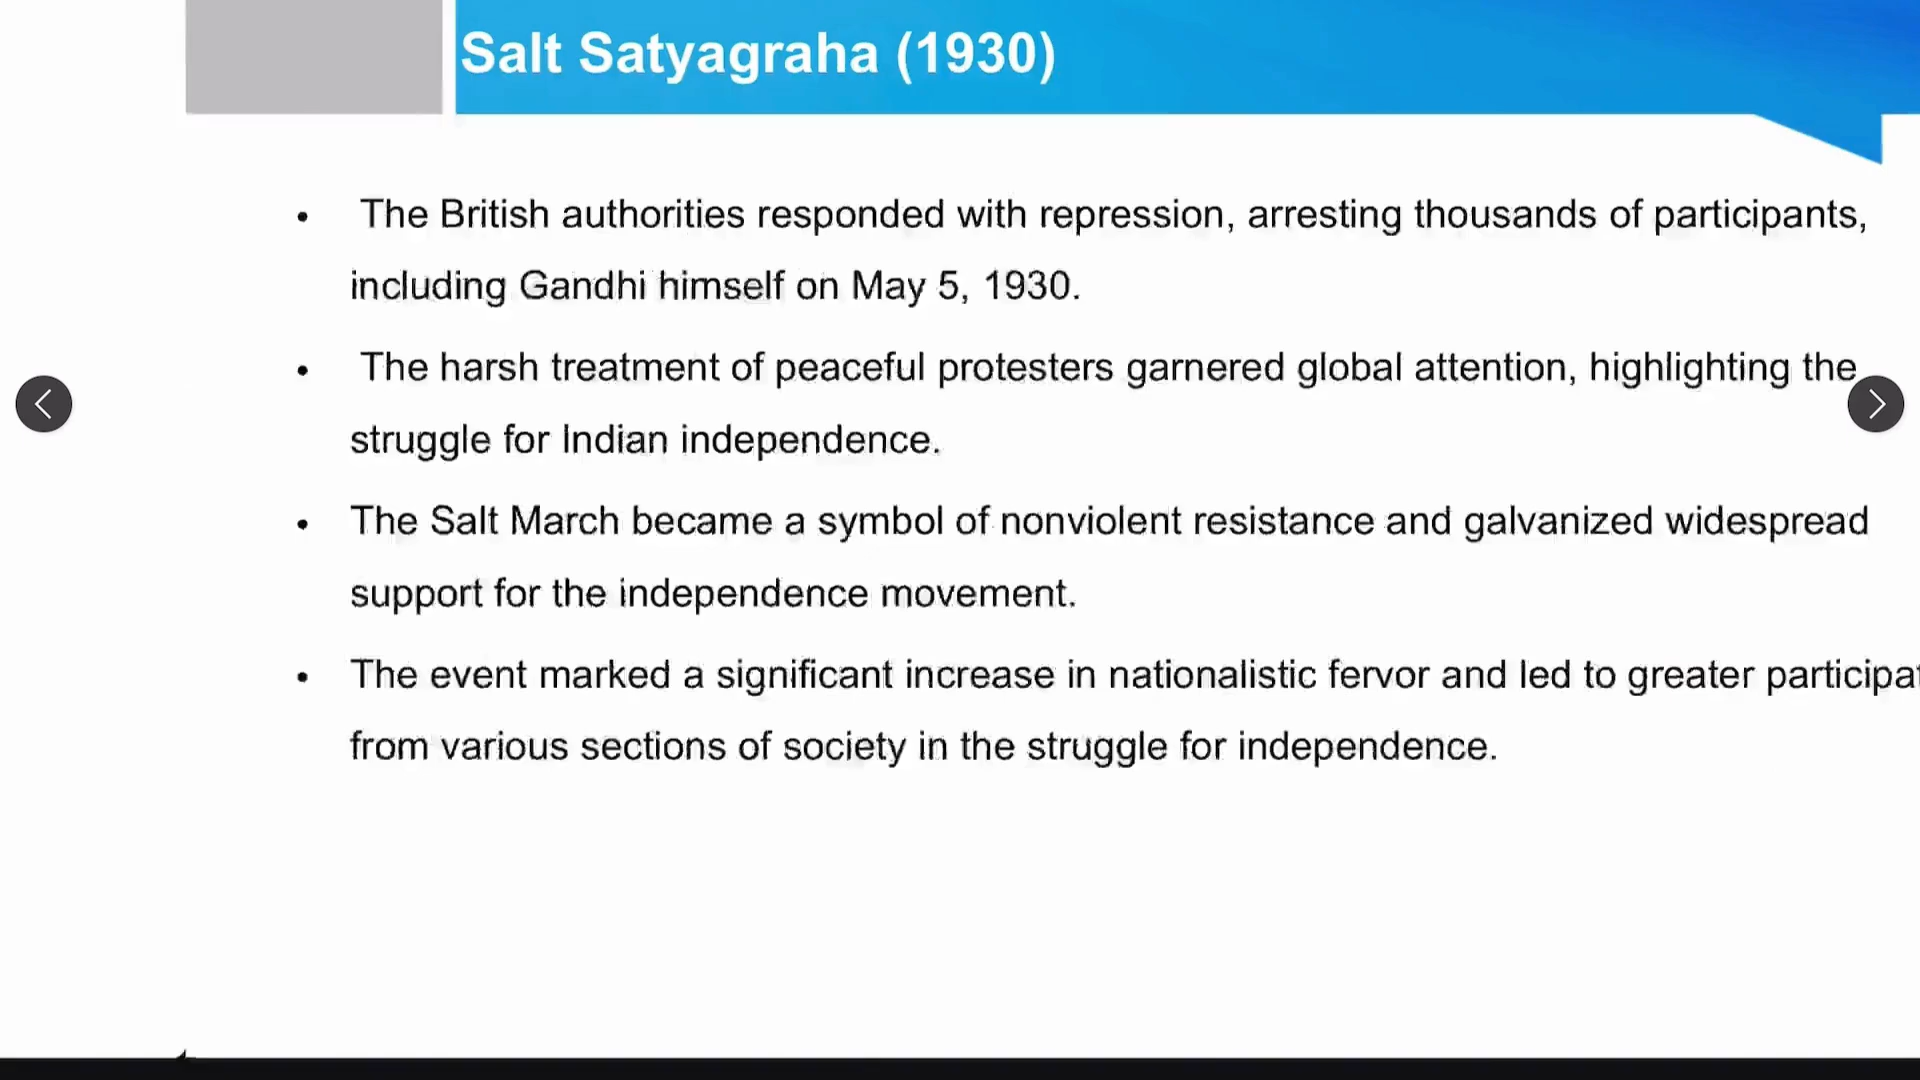 Salt Satyagraha (1930)
• The British authorities responded with repression, arresting thousands of participants,
including Gandhi himself on May 5, 1930.
• The harsh treatment of peaceful protesters garnered global attention, highlighting the
struggle for Indian independence.
• The Salt March became a symbol of nonviolent resistance and galvanized widespread
support for the independence movement.
• The event marked a significant increase in nationalistic fervor and led to greater
from various sections of society in the struggle for independence.